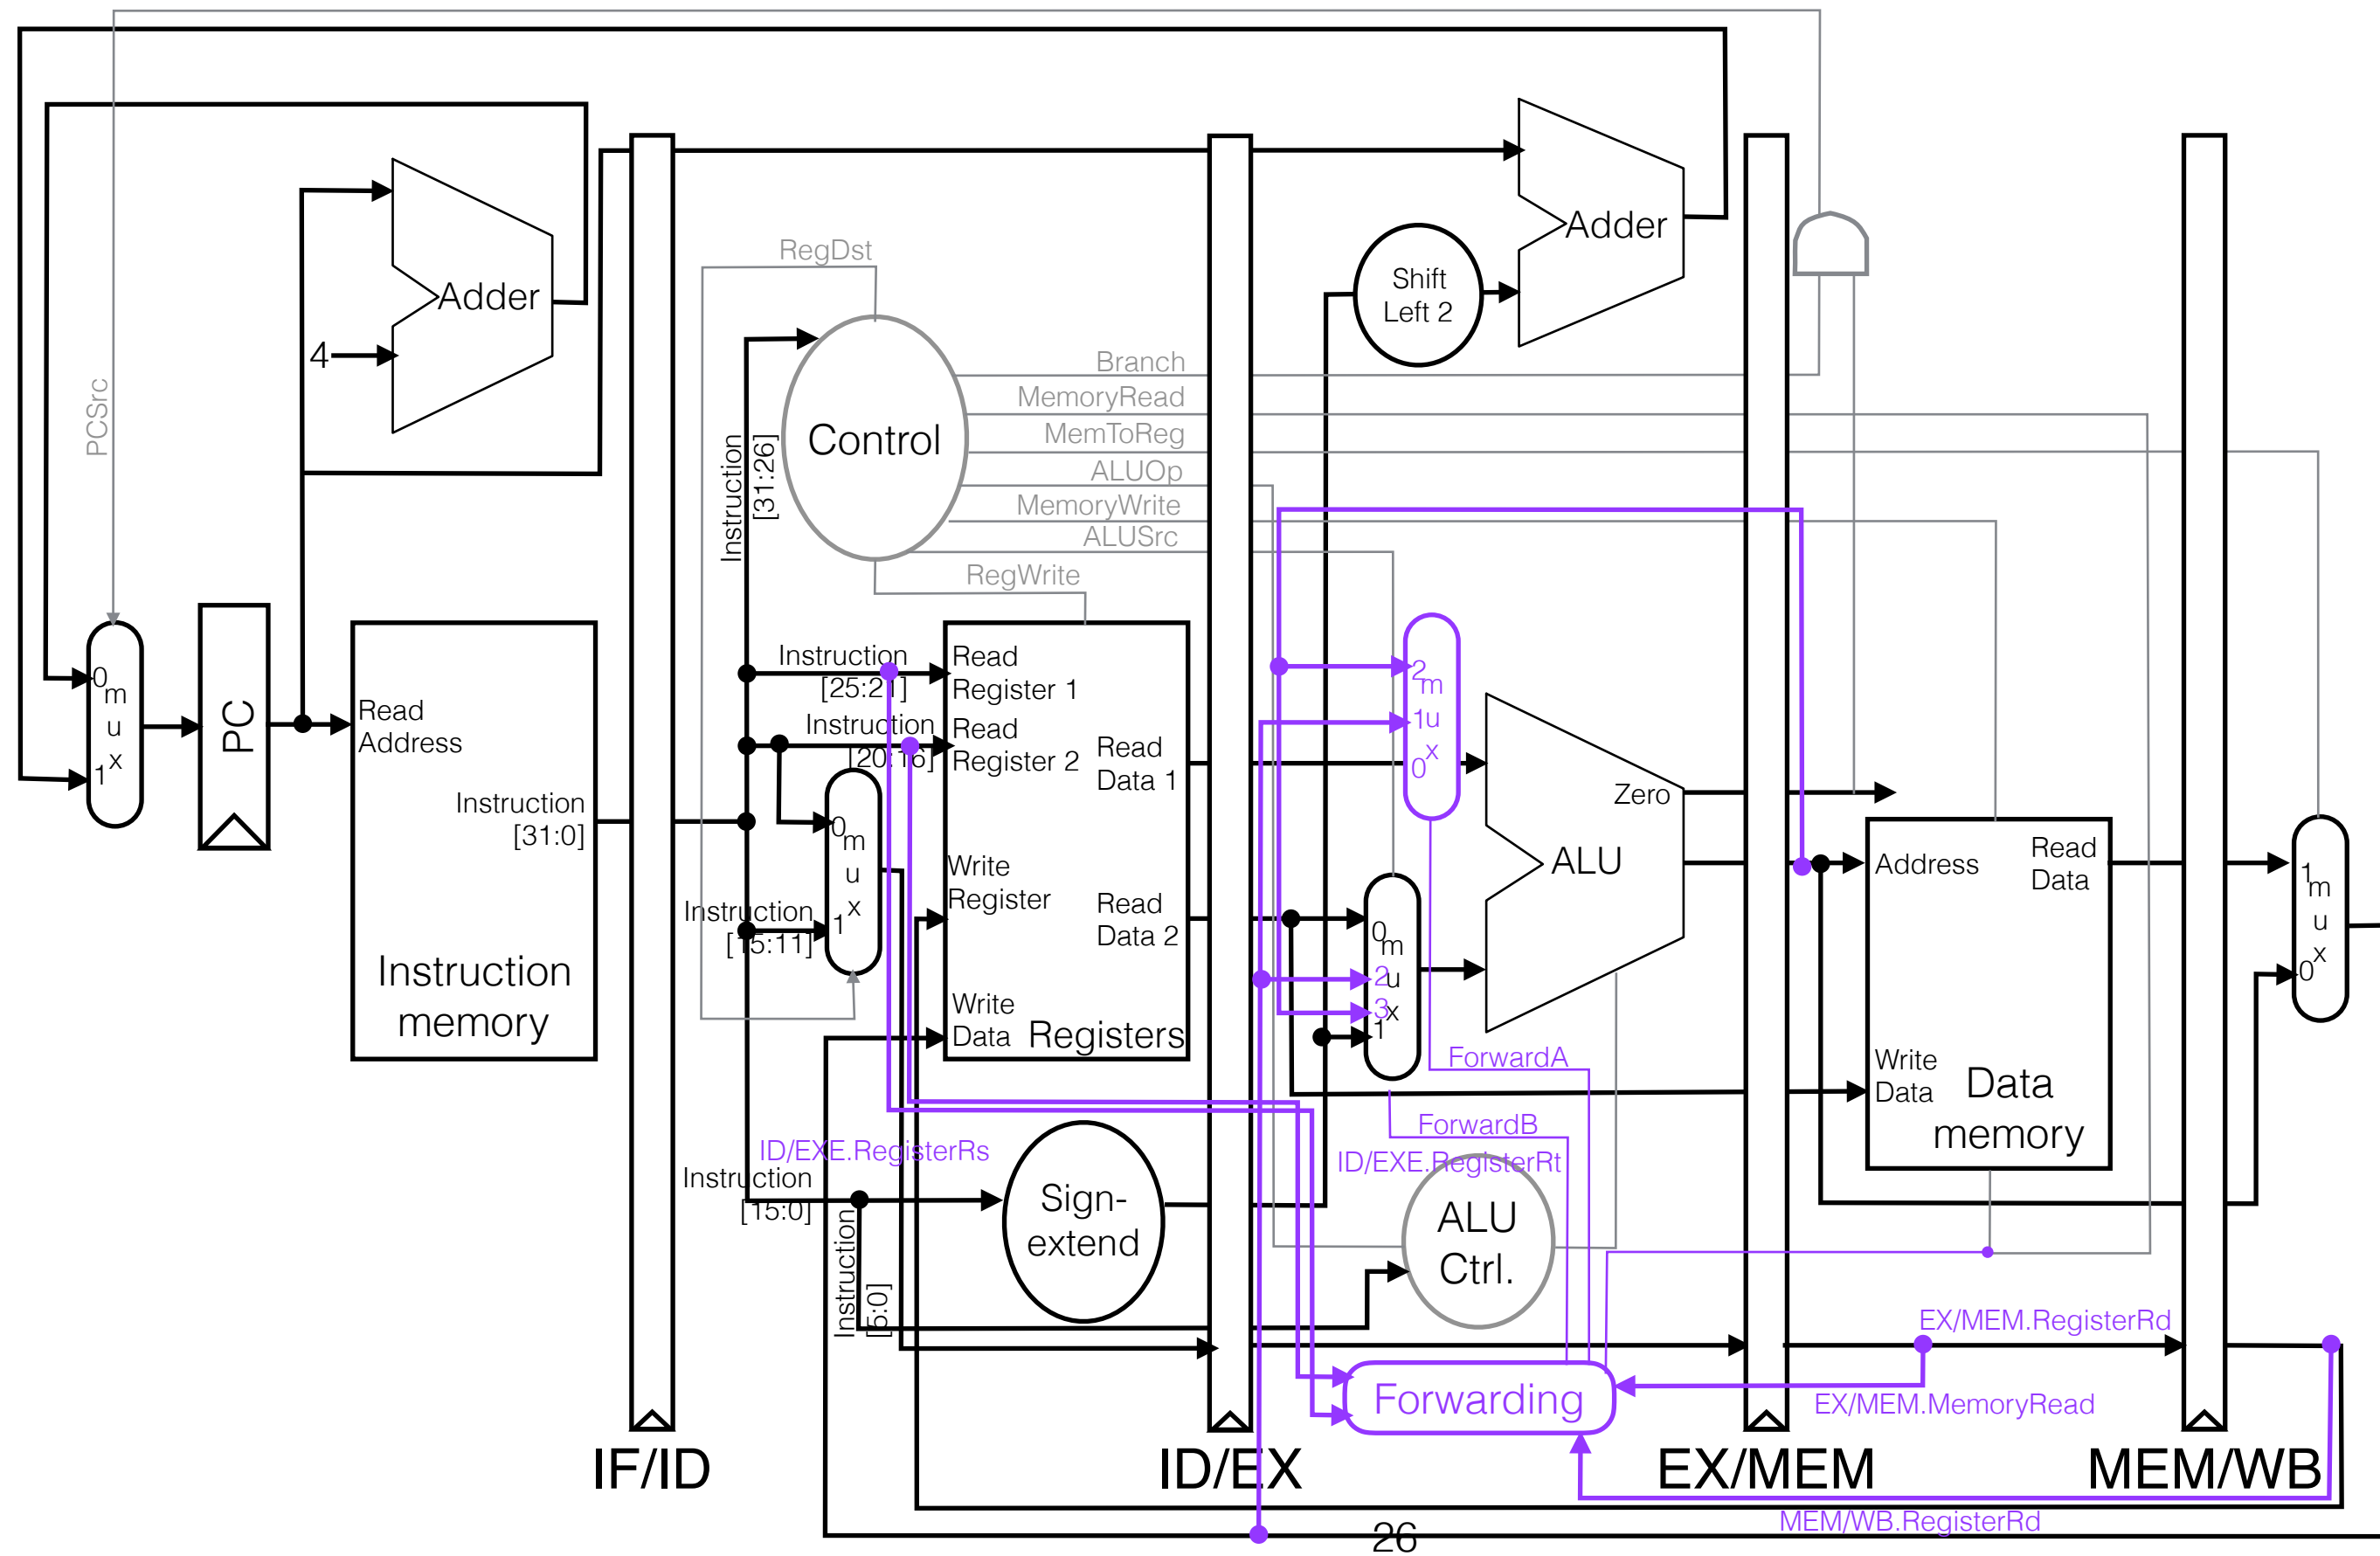 RegDst
Adder
Adder
Shift
Left 2
4
PCSrc
Branch
MemoryRead
MemToReg
ALUOp
MemoryWrite
ALUSrc
RegWrite
Control
Instruction
[31:26]
0
m
u
x
1
PC
Read
Address
Instruction
[31:0]
Instruction
memory
Instruction
[25:21]
Instruction
[20:16]
0
m
u
x
1
Instruction
[15:11]
Read
Register 1
Read
Register 2
Read
Data 1
Write
Register
Read
Data 2
Write
Data
Registers
2
m
1u
x
0
0
m
2u
3x
1
Zero
ALU
Address
Read
Data
Write
Data
Data
memory
1
m
u
x
0
ForwardA
ForwardB
ID/EXE.RegisterRs
ID/EXE.RegisterRt
Instruction
[15:0]
Instruction
[5:0]
Sign-
extend
ALU
Ctrl.
EX/MEM.RegisterRd
Forwarding
EX/MEM.MemoryRead
IF/ID
ID/EX
EX/MEM
MEM/WB
MEM/WB.RegisterRd
26